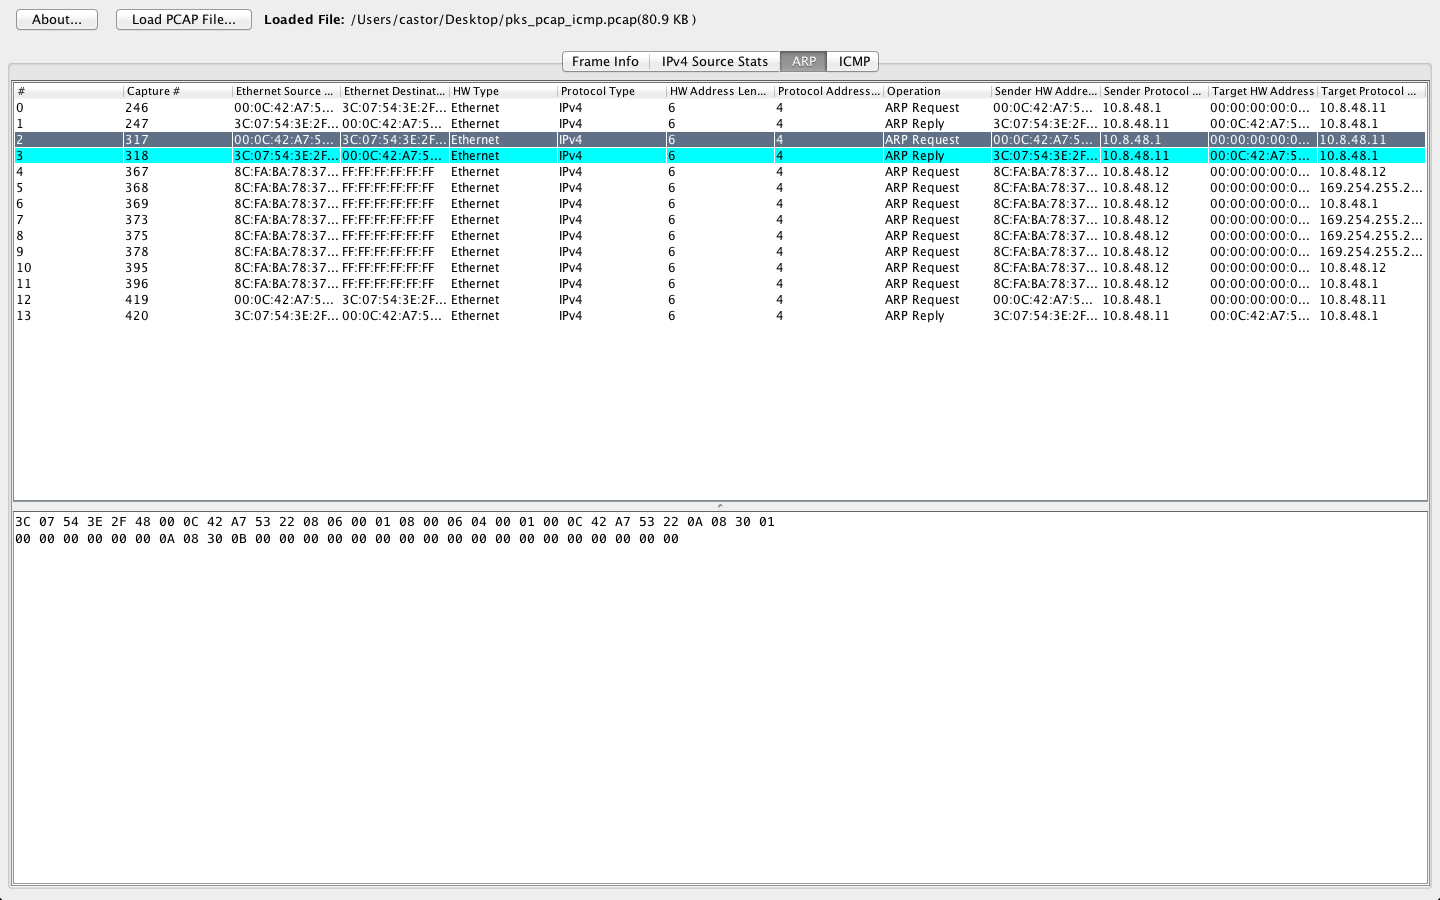 About... Load PCAP File... Loaded File: /Users/castor/Desktop/pks_pcap_icmp.pcap(80.9 KB )
Frame Info IPv4 Source Stats ARP ICMP
# Capture # Ethernet Source ... Ethernet Destinat... HW Type Protocol Type HW Address Len... Protocol Address... Operation Sender HW Addre... Sender Protocol ... Target HW Address Target Protocol ...
0 246 00:0C:42:A7:5... 3C:07:54:3E:2F... Ethernet IPv4 6 4 ARP Request 00:0C:42:A7:5... 10.8.48.1 00:00:00:00:0... 10.8.48.11
1 247 3C:07:54:3E:2F... 00:0C:42:A7:5... Ethernet IPv4 6 4 ARP Reply 3C:07:54:3E:2F... 10.8.48.11 00:0C:42:A7:5... 10.8.48.1
2 317 00:0C:42:A7:5... 3C:07:54:3E:2F... Ethernet IPv4 6 4 ARP Request 00:0C:42:A7:5... 10.8.48.1 00:00:00:00:0... 10.8.48.11
3 318 3C:07:54:3E:2F... 00:0C:42:A7:5... Ethernet IPv4 6 4 ARP Reply 3C:07:54:3E:2F... 10.8.48.11 00:0C:42:A7:5... 10.8.48.1
4 367 8C:FA:BA:78:37... FF:FF:FF:FF:FF:FF Ethernet IPv4 6 4 ARP Request 8C:FA:BA:78:37... 10.8.48.12 00:00:00:00:0... 10.8.48.12
5 368 8C:FA:BA:78:37... FF:FF:FF:FF:FF:FF Ethernet IPv4 6 4 ARP Request 8C:FA:BA:78:37... 10.8.48.12 00:00:00:00:0... 169.254.255.2...
6 369 8C:FA:BA:78:37... FF:FF:FF:FF:FF:FF Ethernet IPv4 6 4 ARP Request 8C:FA:BA:78:37... 10.8.48.12 00:00:00:00:0... 10.8.48.1
7 373 8C:FA:BA:78:37... FF:FF:FF:FF:FF:FF Ethernet IPv4 6 4 ARP Request 8C:FA:BA:78:37... 10.8.48.12 00:00:00:00:0... 169.254.255.2...
8 375 8C:FA:BA:78:37... FF:FF:FF:FF:FF:FF Ethernet IPv4 6 4 ARP Request 8C:FA:BA:78:37... 10.8.48.12 00:00:00:00:0... 169.254.255.2...
9 378 8C:FA:BA:78:37... FF:FF:FF:FF:FF:FF Ethernet IPv4 6 4 ARP Request 8C:FA:BA:78:37... 10.8.48.12 00:00:00:00:0... 169.254.255.2...
10 395 8C:FA:BA:78:37... FF:FF:FF:FF:FF:FF Ethernet IPv4 6 4 ARP Request 8C:FA:BA:78:37... 10.8.48.12 00:00:00:00:0... 10.8.48.12
11 396 8C:FA:BA:78:37... FF:FF:FF:FF:FF:FF Ethernet IPv4 6 4 ARP Request 8C:FA:BA:78:37... 10.8.48.12 00:00:00:00:0... 10.8.48.1
12 419 00:0C:42:A7:5... 3C:07:54:3E:2F... Ethernet IPv4 6 4 ARP Request 00:0C:42:A7:5... 10.8.48.1 00:00:00:00:0... 10.8.48.11
13 420 3C:07:54:3E:2F... 00:0C:42:A7:5... Ethernet IPv4 6 4 ARP Reply 3C:07:54:3E:2F... 10.8.48.11 00:0C:42:A7:5... 10.8.48.1
3C 07 54 3E 2F 48 00 0C 42 A7 53 22 08 06 00 01 08 00 06 04 00 01 00 0C 42 A7 53 22 0A 08 30 01
00 00 00 00 00 00 0A 08 30 0B 00 00 00 00 00 00 00 00 00 00 00 00 00 00 00 00 00 00